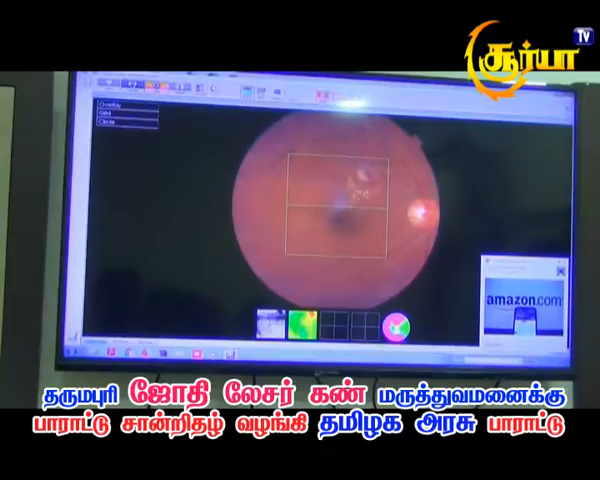 சூர்யா TV
Overlay
Grid
Circle
amazon.com
தருமபுரி ஜோதி லேசர் கண் மருத்துவமனைக்கு
பாராட்டு சான்றிதழ் வழங்கி தமிழக அரசு பாராட்டு